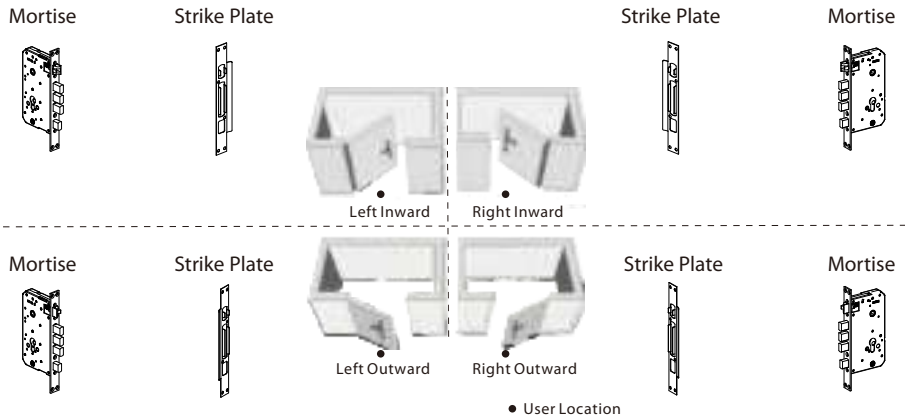 Mortise
Strike Plate
Strike Plate
Mortise
Left Inward
Right Inward
Mortise
Strike Plate
Strike Plate
Mortise
Left Outward
Right Outward
User Location